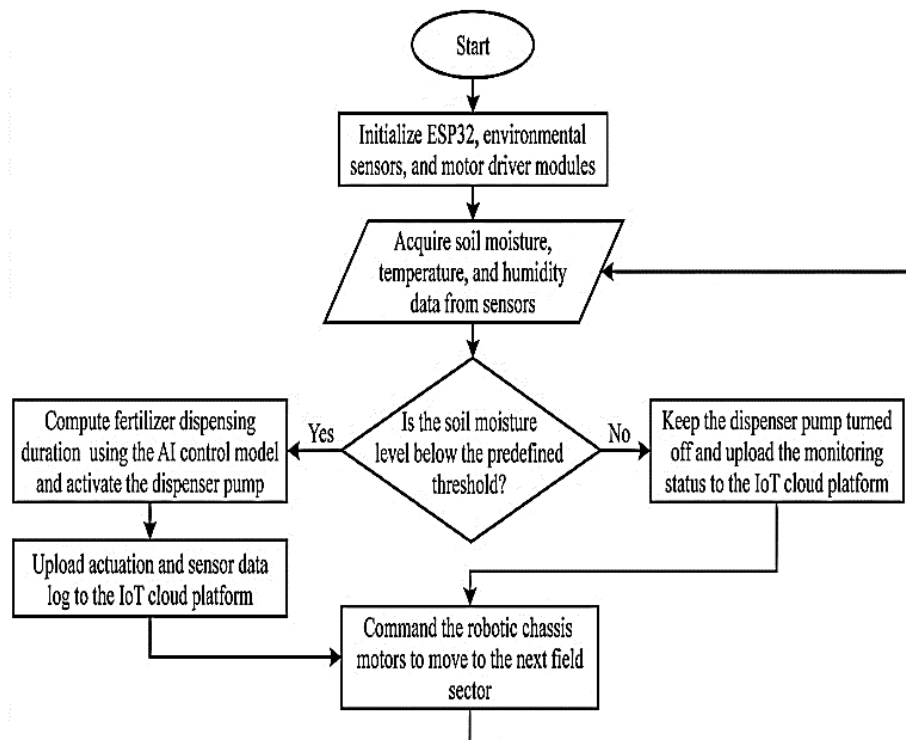 Start
Initialize ESP32, environmental
sensors, and motor driver modules
Acquire soil moisture,
temperature, and humidity
data from sensors
Is the soil moisture
level below the predefined
threshold?
Yes
No
Compute fertilizer dispensing
duration using the AI control model
and activate the dispenser pump
Keep the dispenser pump turned
off and upload the monitoring
status to the IoT cloud platform
Upload actuation and sensor data
log to the IoT cloud platform
Command the robotic chassis
motors to move to the next field
sector